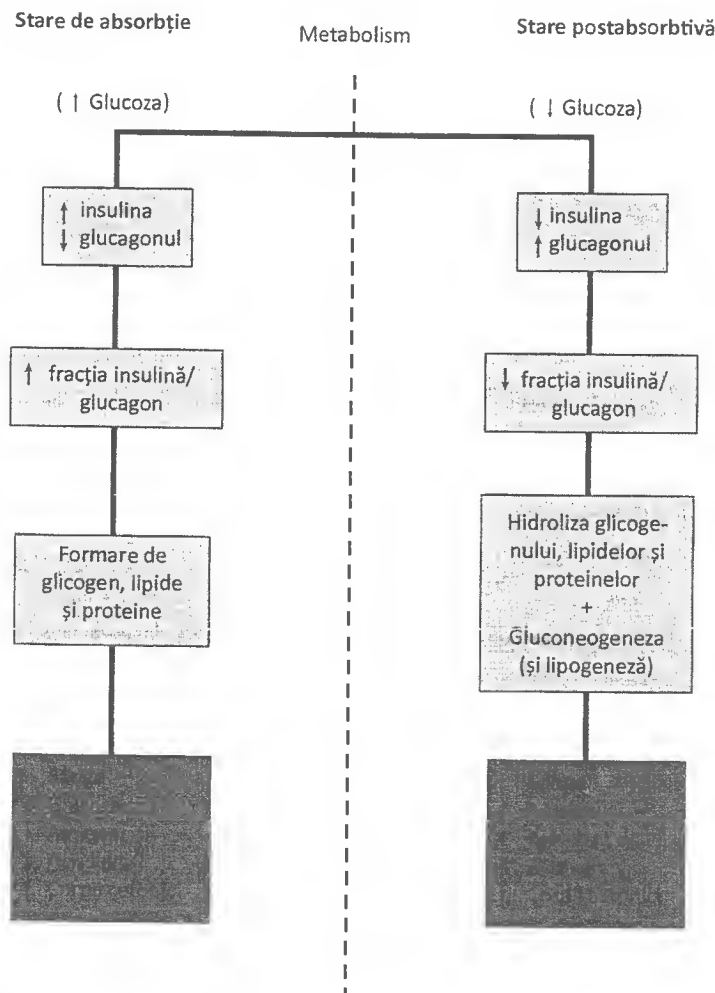 Stare de absorbție
Metabolism
Stare postabsorbtivă
( ↑ Glucoza)
( ↓ Glucoza)
↑ insulina
↓ glucagonul
↓ insulina
↑ glucagonul
↑ fracția insulină/
glucagon
↓ fracția insulină/
glucagon
Formare de
glicogen, lipide
și proteine
Hidroliza glicoge-
nului, lipidelor și
proteinelor
+
Gluconeogeneza
(și lipogeneză)